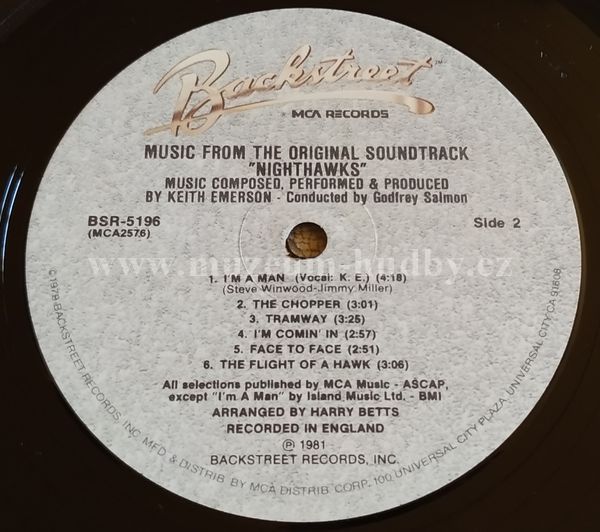 Backstreet™
MCA RECORDS
MUSIC FROM THE ORIGINAL SOUNDTRACK
"NIGHTHAWKS"
MUSIC COMPOSED, PERFORMED & PRODUCED
BY KEITH EMERSON - Conducted by Godfrey Salmon
BSR-5196
(MCA2576)
Side 2
1. I'M A MAN (Vocal: K. E.) (4:18)
(Steve Winwood-Jimmy Miller)
2. THE CHOPPER (3:01)
3. TRAMWAY (3:25)
4. I'M COMIN' IN (2:57)
5. FACE TO FACE (2:51)
6. THE FLIGHT OF A HAWK (3:06)
All selections published by MCA Music - ASCAP,
except "I'm A Man" by Island Music Ltd. - BMI
ARRANGED BY HARRY BETTS
RECORDED IN ENGLAND
℗ 1981
BACKSTREET RECORDS, INC.
© 1979 BACKSTREET RECORDS, INC. MFD & DISTRIB BY MCA DISTRIB CORP, 100 UNIVERSAL CITY PLAZA, UNIVERSAL CITY CA 91608